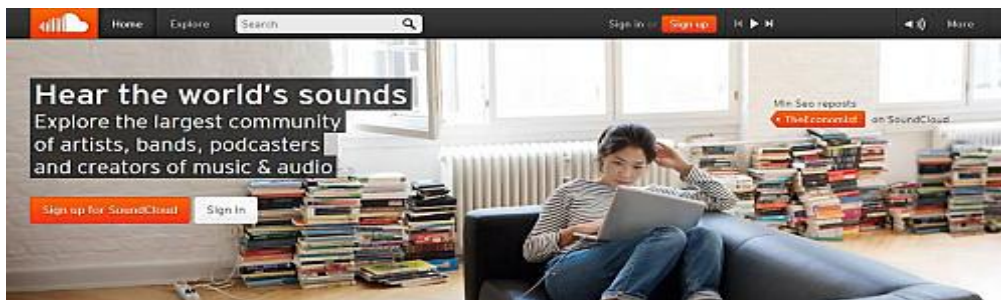 Home Explore Search Sign in or Sign up More
Hear the world's sounds
Explore the largest community
of artists, bands, podcasters
and creators of music & audio
Min Seo reposts
TheEconomist on SoundCloud
Sign up for SoundCloud Sign In